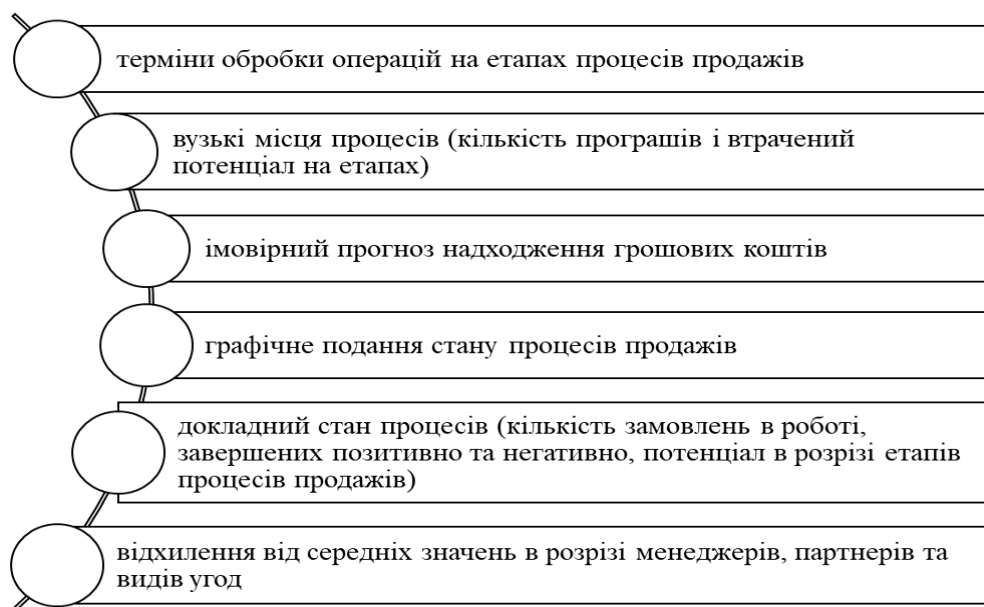 терміни обробки операцій на етапах процесів продажів
вузькі місця процесів (кількість програшів і втрачений
потенціал на етапах)
імовірний прогноз надходження грошових коштів
графічне подання стану процесів продажів
докладний стан процесів (кількість замовлень в роботі,
завершених позитивно та негативно, потенціал в розрізі етапів
процесів продажів)
відхилення від середніх значень в розрізі менеджерів, партнерів та
видів угод